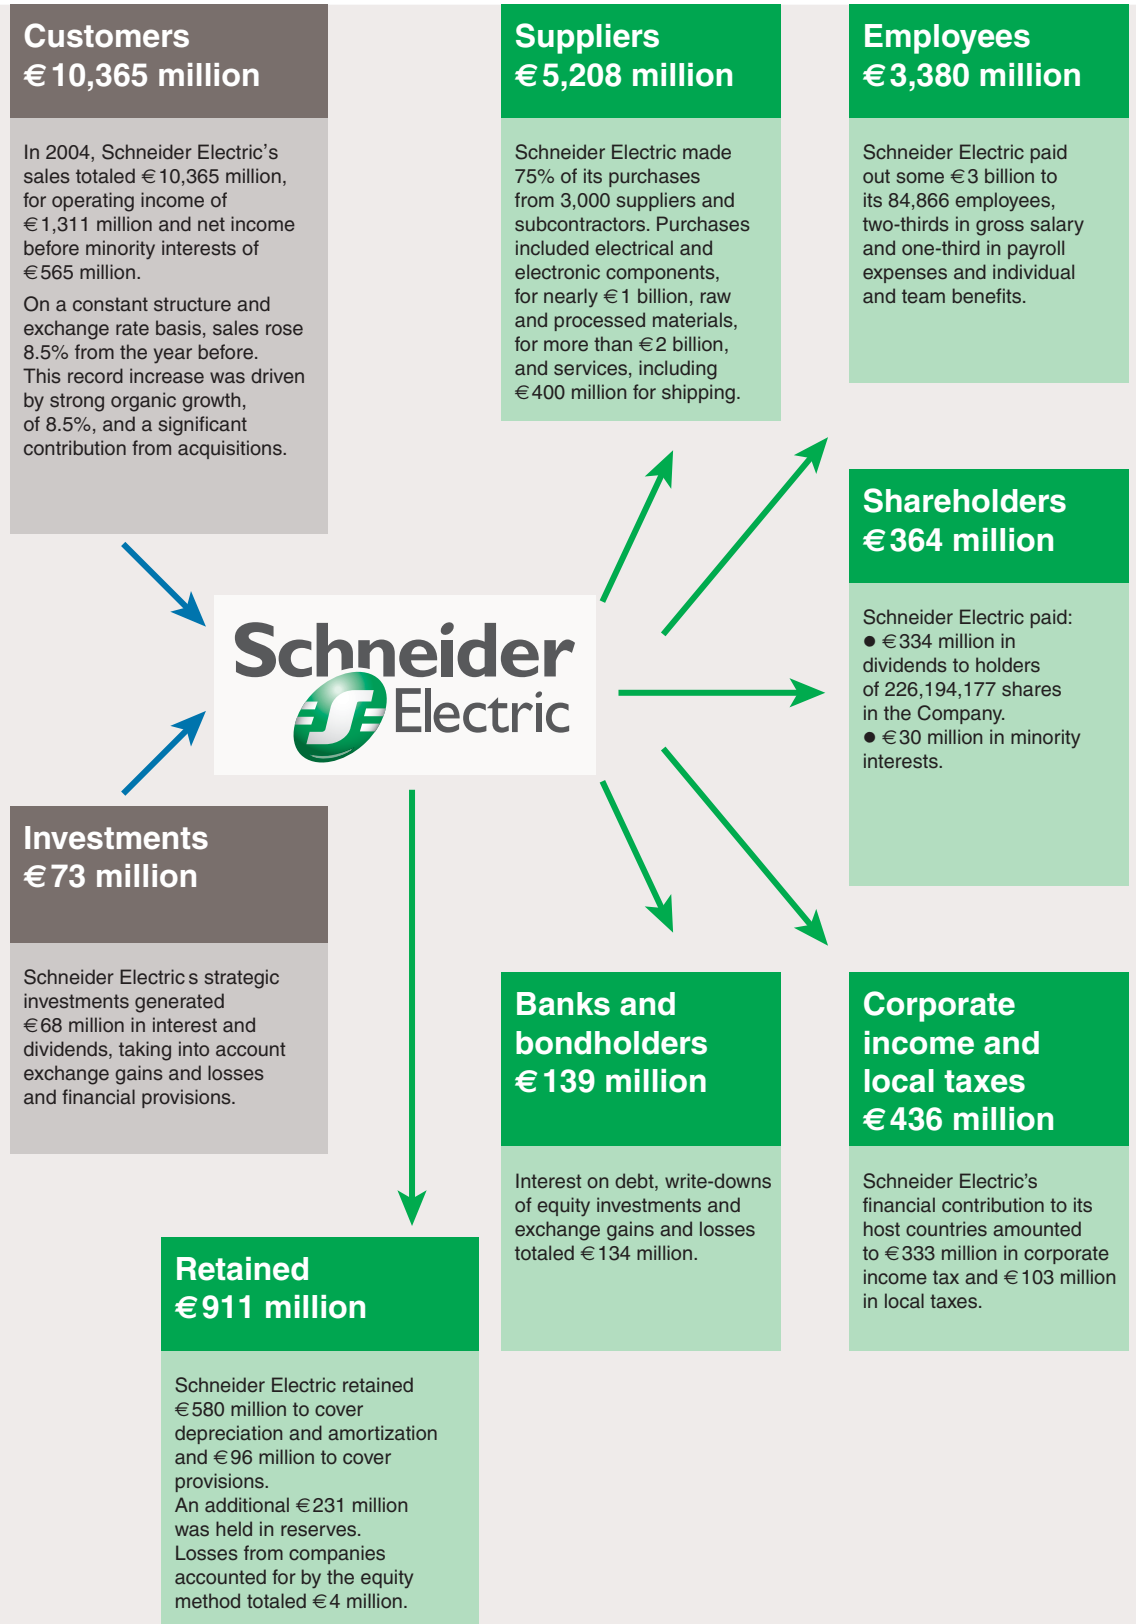 Customers
€10,365 million
In 2004, Schneider Electric's
sales totaled €10,365 million,
for operating income of
€1,311 million and net income
before minority interests of
€565 million.
On a constant structure and
exchange rate basis, sales rose
8.5% from the year before.
This record increase was driven
by strong organic growth,
of 8.5%, and a significant
contribution from acquisitions.
Suppliers
€5,208 million
Schneider Electric made
75% of its purchases
from 3,000 suppliers and
subcontractors. Purchases
included electrical and
electronic components,
for nearly €1 billion, raw
and processed materials,
for more than €2 billion,
and services, including
€400 million for shipping.
Employees
€3,380 million
Schneider Electric paid
out some €3 billion to
its 84,866 employees,
two-thirds in gross salary
and one-third in payroll
expenses and individual
and team benefits.
Shareholders
€364 million
Schneider Electric paid:
● €334 million in
dividends to holders
of 226,194,177 shares
in the Company.
● €30 million in minority
interests.
Schneider
Electric
Investments
€73 million
Schneider Electric s strategic
investments generated
€68 million in interest and
dividends, taking into account
exchange gains and losses
and financial provisions.
Banks and
bondholders
€139 million
Interest on debt, write-downs
of equity investments and
exchange gains and losses
totaled €134 million.
Corporate
income and
local taxes
€436 million
Schneider Electric's
financial contribution to its
host countries amounted
to €333 million in corporate
income tax and €103 million
in local taxes.
Retained
€911 million
Schneider Electric retained
€580 million to cover
depreciation and amortization
and €96 million to cover
provisions.
An additional €231 million
was held in reserves.
Losses from companies
accounted for by the equity
method totaled €4 million.